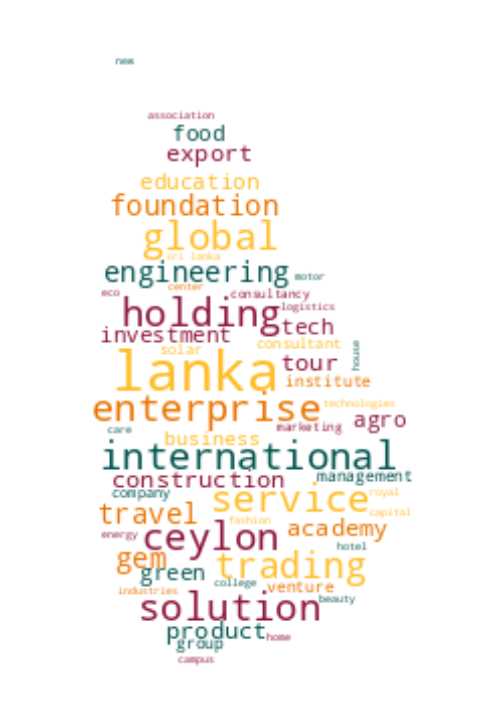 new
association
food
export
education
foundation
global
sri lanka
engineering motor
center
eco consultancy
holding logistics
tech
investment
consultant
house
solar
lanka tour
institute
enterprise technologies
agro
care marketing
business
international
management
construction
company royal
service
travel capital
fashion academy
energy ceylon
hotel
gem trading
green
college venture
industries
beauty
solution
product home
group
campus